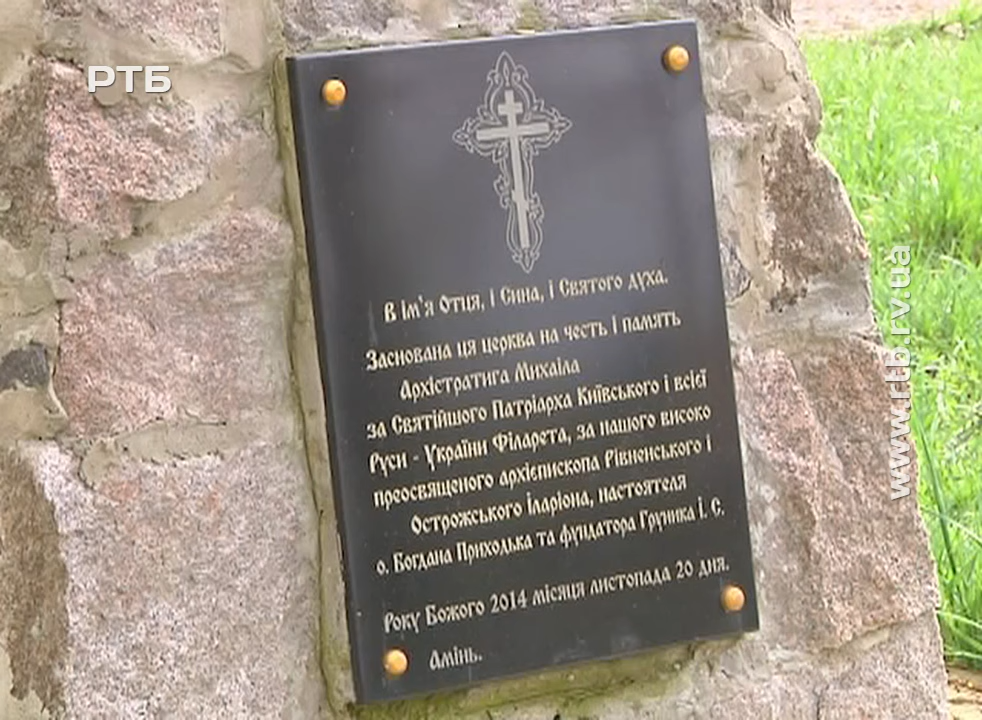 РТБ
В ім'я Отця, і Сина, і Святого духа.
Заснована ця церква на честь і память
Архістратига Михаїла
за Святійшого Патріарха Київського і всієї
Руси - України Філарета, за нашого високо
преосвященого архієпископа Рівненського і
Острожського Іларіона, настоятеля
о. Богдана Приходька та фундатора Груника І. С.
Року Божого 2014 місяця листопада 20 дня.
Амінь.
www.rtb.rv.ua